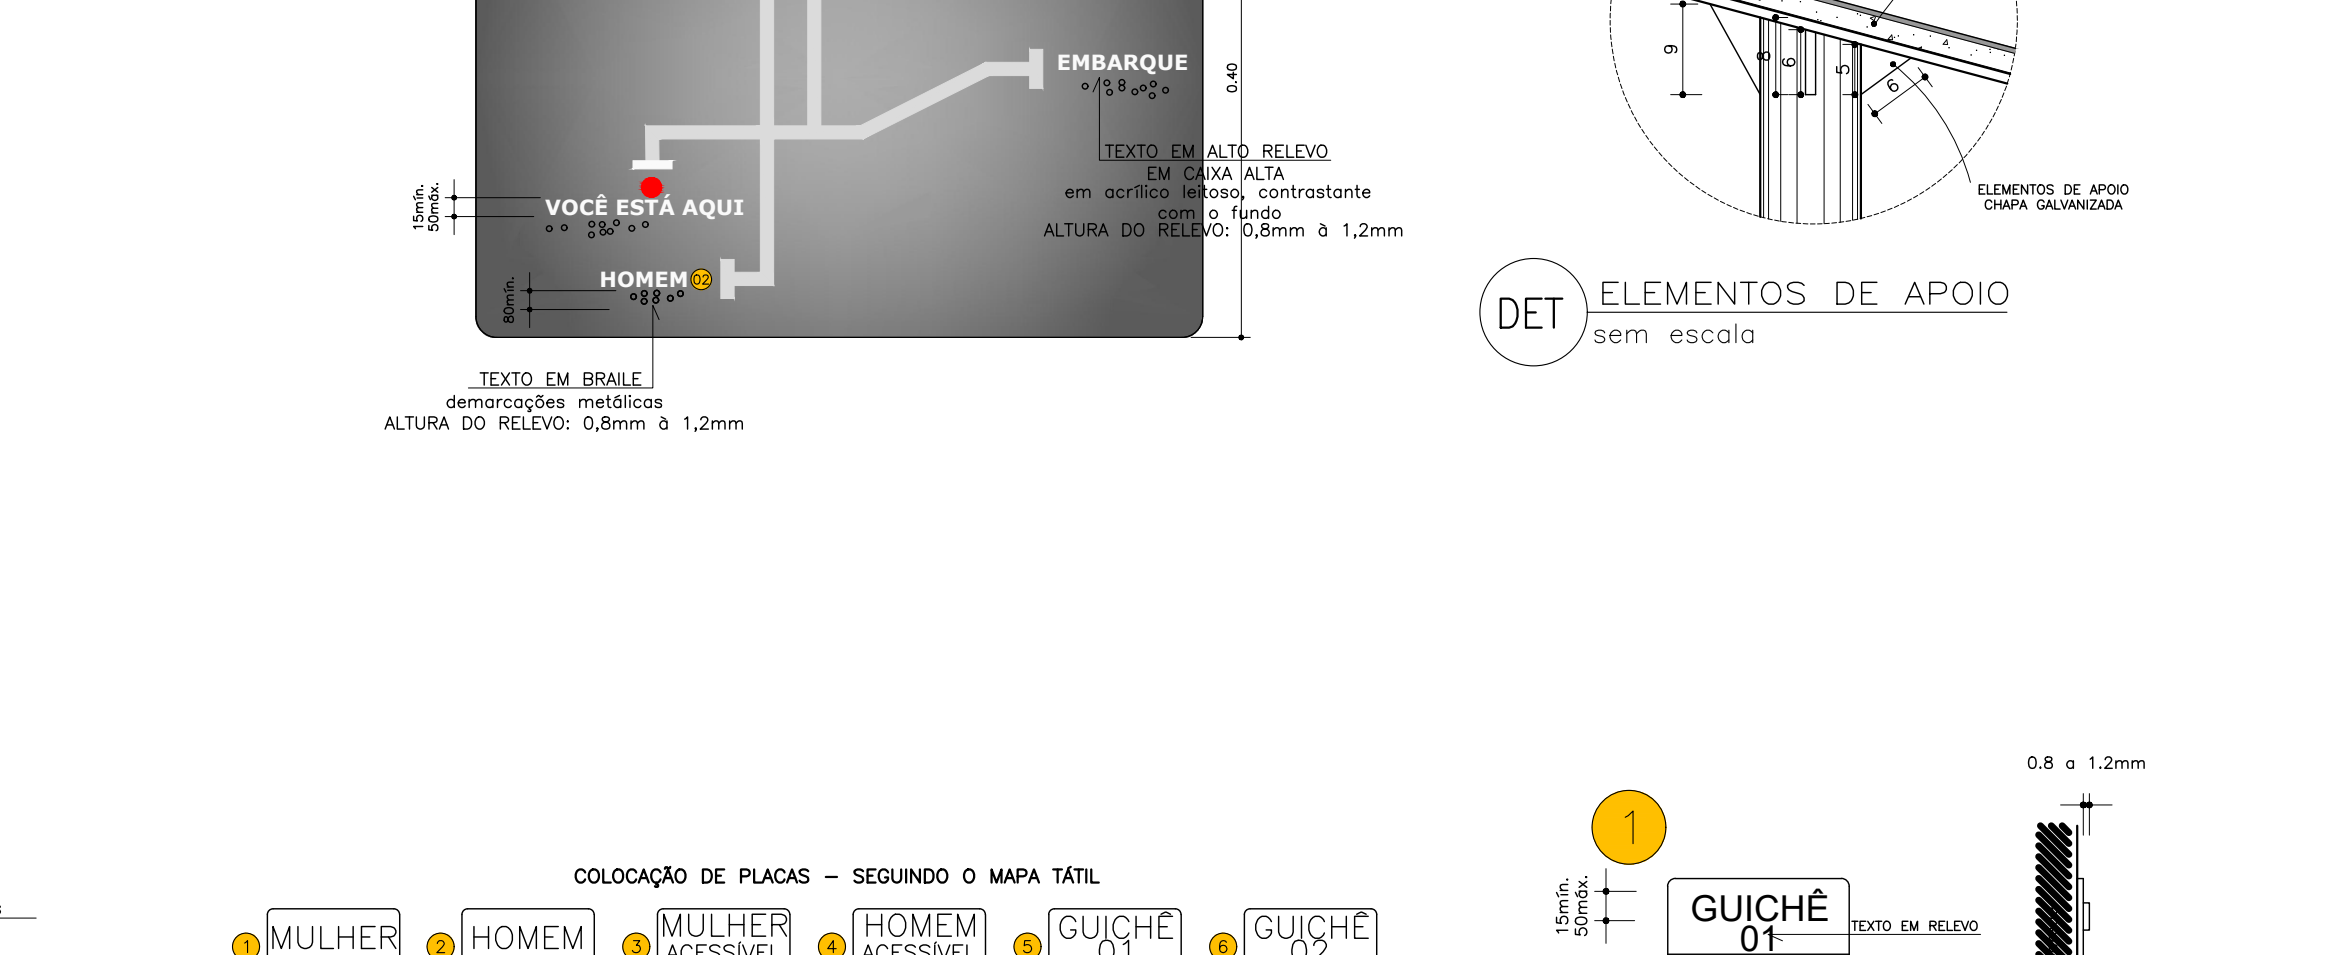 EMBARQUE
0.40
TEXTO EM ALTO RELEVO
EM CAIXA ALTA
em acrílico leitoso, contrastante
com o fundo
ALTURA DO RELEVO: 0,8mm à 1,2mm
15mín.
50máx.
VOCÊ ESTÁ AQUI
HOMEM 02
80mín.
TEXTO EM BRAILE
demarcações metálicas
ALTURA DO RELEVO: 0,8mm à 1,2mm
9
8
6
5
6
ELEMENTOS DE APOIO
CHAPA GALVANIZADA
DET
ELEMENTOS DE APOIO
sem escala
COLOCAÇÃO DE PLACAS – SEGUINDO O MAPA TÁTIL
1 MULHER
2 HOMEM
3 MULHER
ACESSÍVEL
4 HOMEM
ACESSÍVEL
5 GUICHÊ
01
6 GUICHÊ
02
1
0.8 a 1.2mm
15mín.
50máx.
GUICHÊ
01
TEXTO EM RELEVO